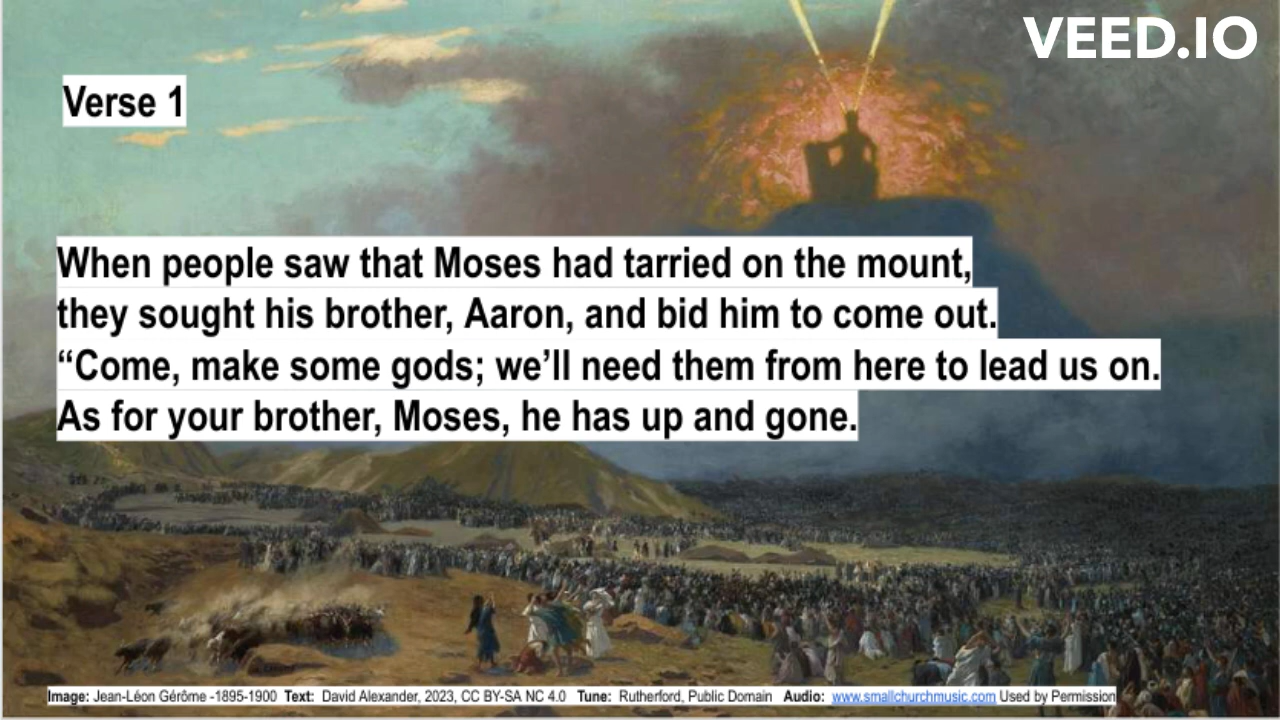 VEED.IO
Verse 1
When people saw that Moses had tarried on the mount,
they sought his brother, Aaron, and bid him to come out.
“Come, make some gods; we’ll need them from here to lead us on.
As for your brother, Moses, he has up and gone.
Image: Jean-Léon Gérôme -1895-1900 Text: David Alexander, 2023, CC BY-SA NC 4.0 Tune: Rutherford, Public Domain Audio: www.smallchurchmusic.com Used by Permission